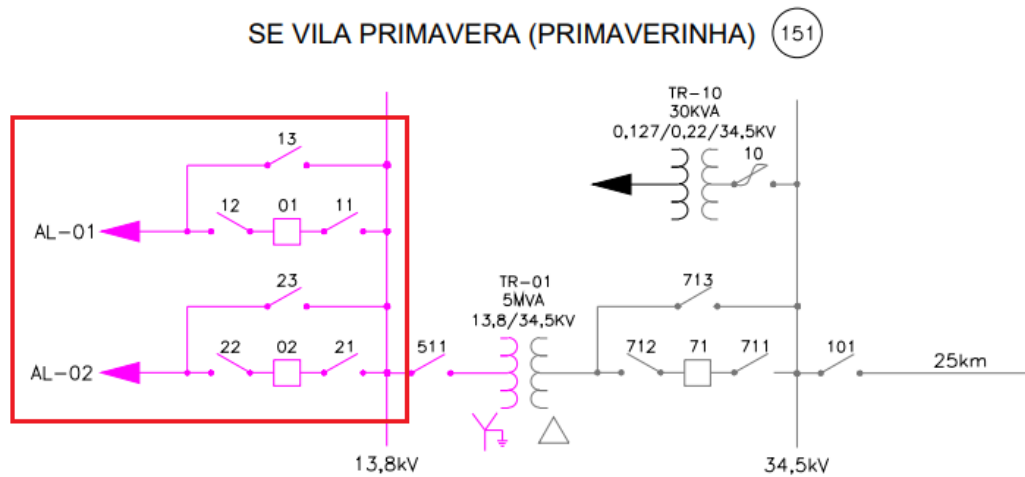 SE VILA PRIMAVERA (PRIMAVERINHA) 151
TR-10
30KVA
0,127/0,22/34,5KV
10
13
12 01 11
AL-01
23
22 02 21
AL-02
511
TR-01
5MVA
13,8/34,5KV
713
712 71 711
101
25km
13,8kV
34,5kV